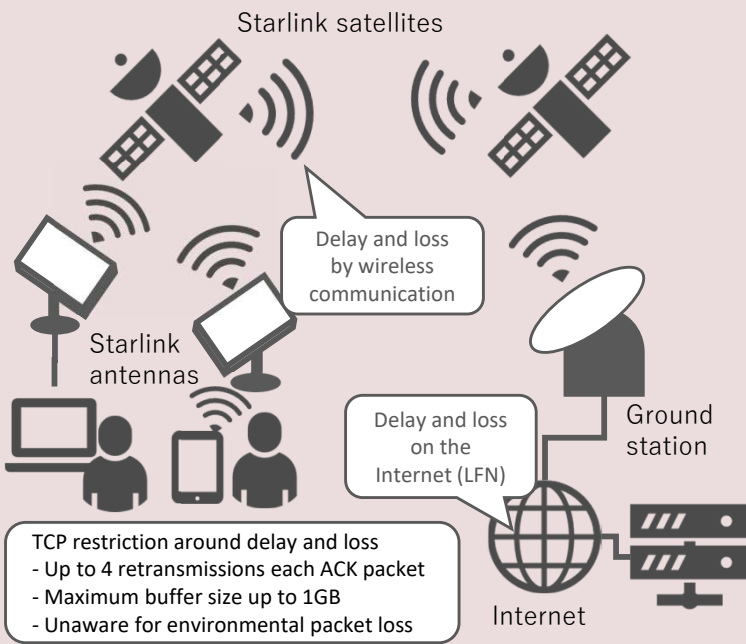 Starlink satellites
Delay and loss
by wireless
communication
Starlink
antennas
Delay and loss
on the
Internet (LFN)
Ground
station
TCP restriction around delay and loss
- Up to 4 retransmissions each ACK packet
- Maximum buffer size up to 1GB
- Unaware for environmental packet loss
Internet